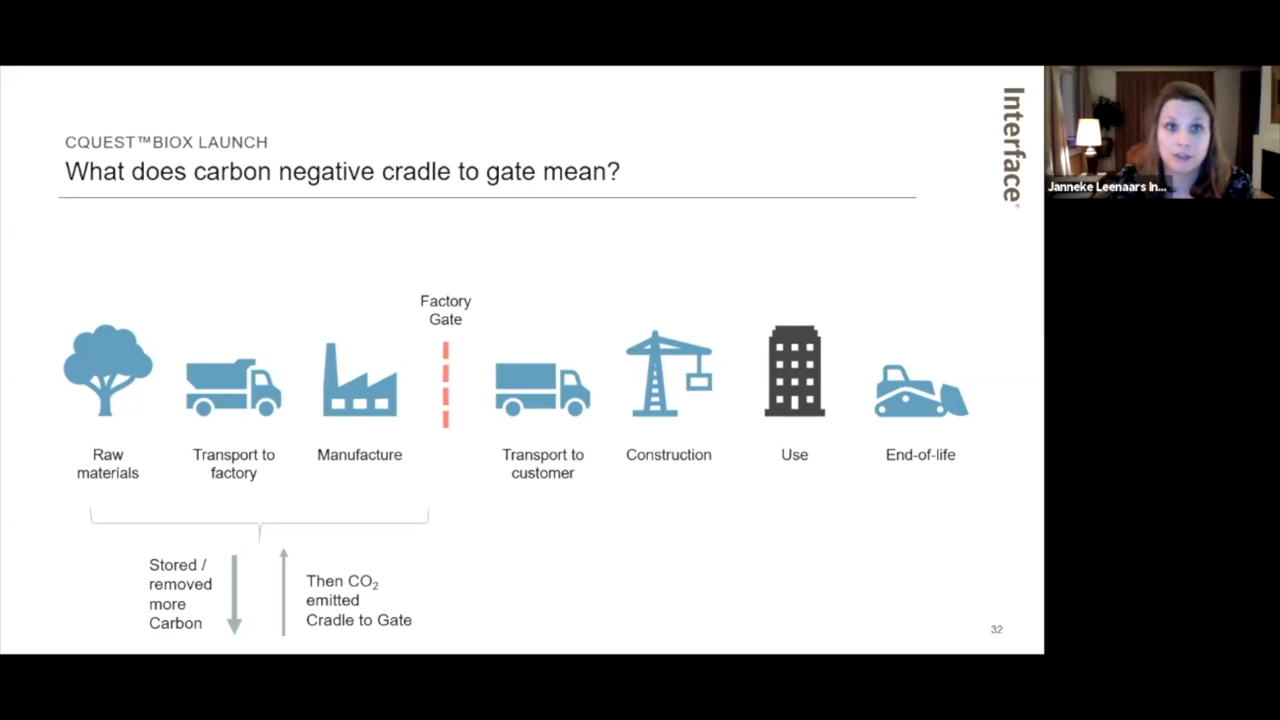 CQUEST™BIOX LAUNCH
What does carbon negative cradle to gate mean?
Interface®
Janneke Leenaars In...
Factory
Gate
Raw
materials
Transport to
factory
Manufacture
Transport to
customer
Construction
Use
End-of-life
Stored /
removed
more
Carbon
Then CO₂
emitted
Cradle to Gate
32